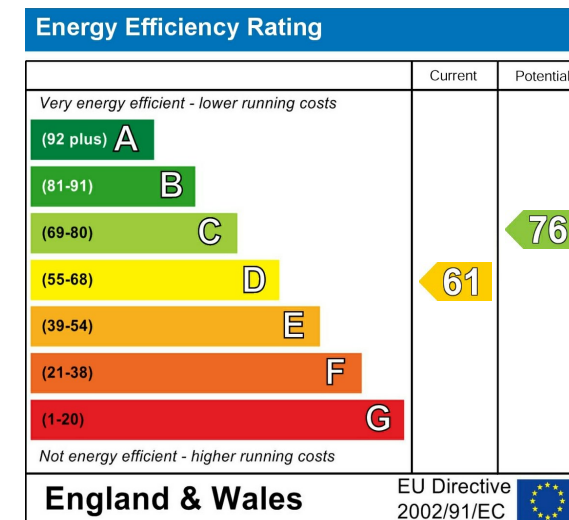 Energy Efficiency Rating
Current Potential
Very energy efficient - lower running costs
(92 plus) A
(81-91) B
(69-80) C
76
(55-68) D
61
(39-54) E
(21-38) F
(1-20) G
Not energy efficient - higher running costs
England & Wales
EU Directive
2002/91/EC